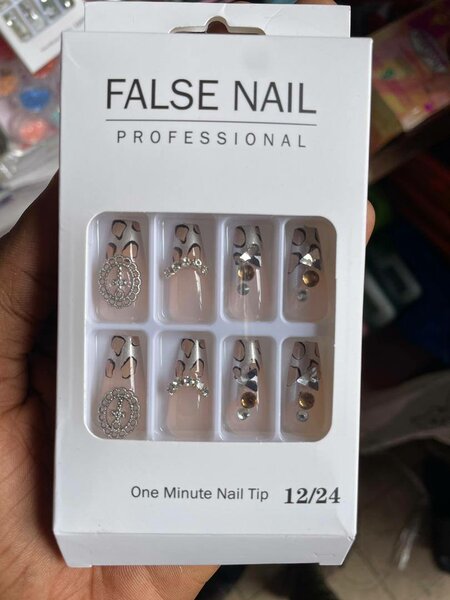 FALSE NAIL
PROFESSIONAL
One Minute Nail Tip 12/24